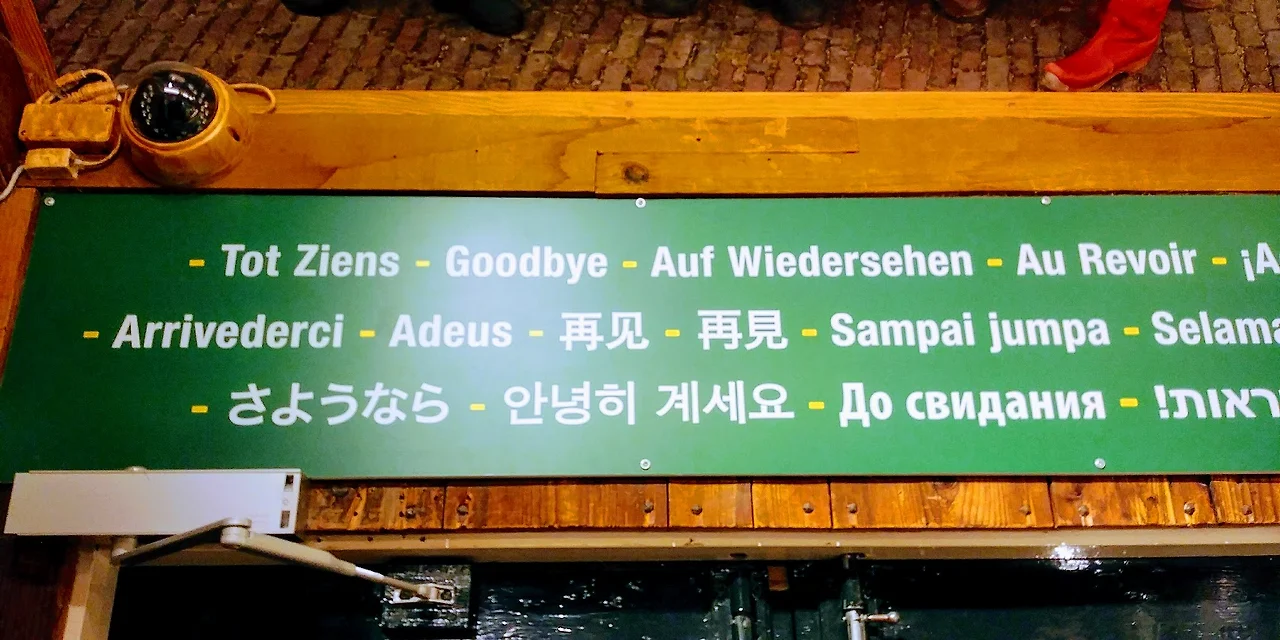 - Tot Ziens - Goodbye - Auf Wiedersehen - Au Revoir -
- Arrivederci - Adeus - 再见 - 再見 - Sampai jumpa -
- さようなら - 안녕히 계세요 - До свидания -